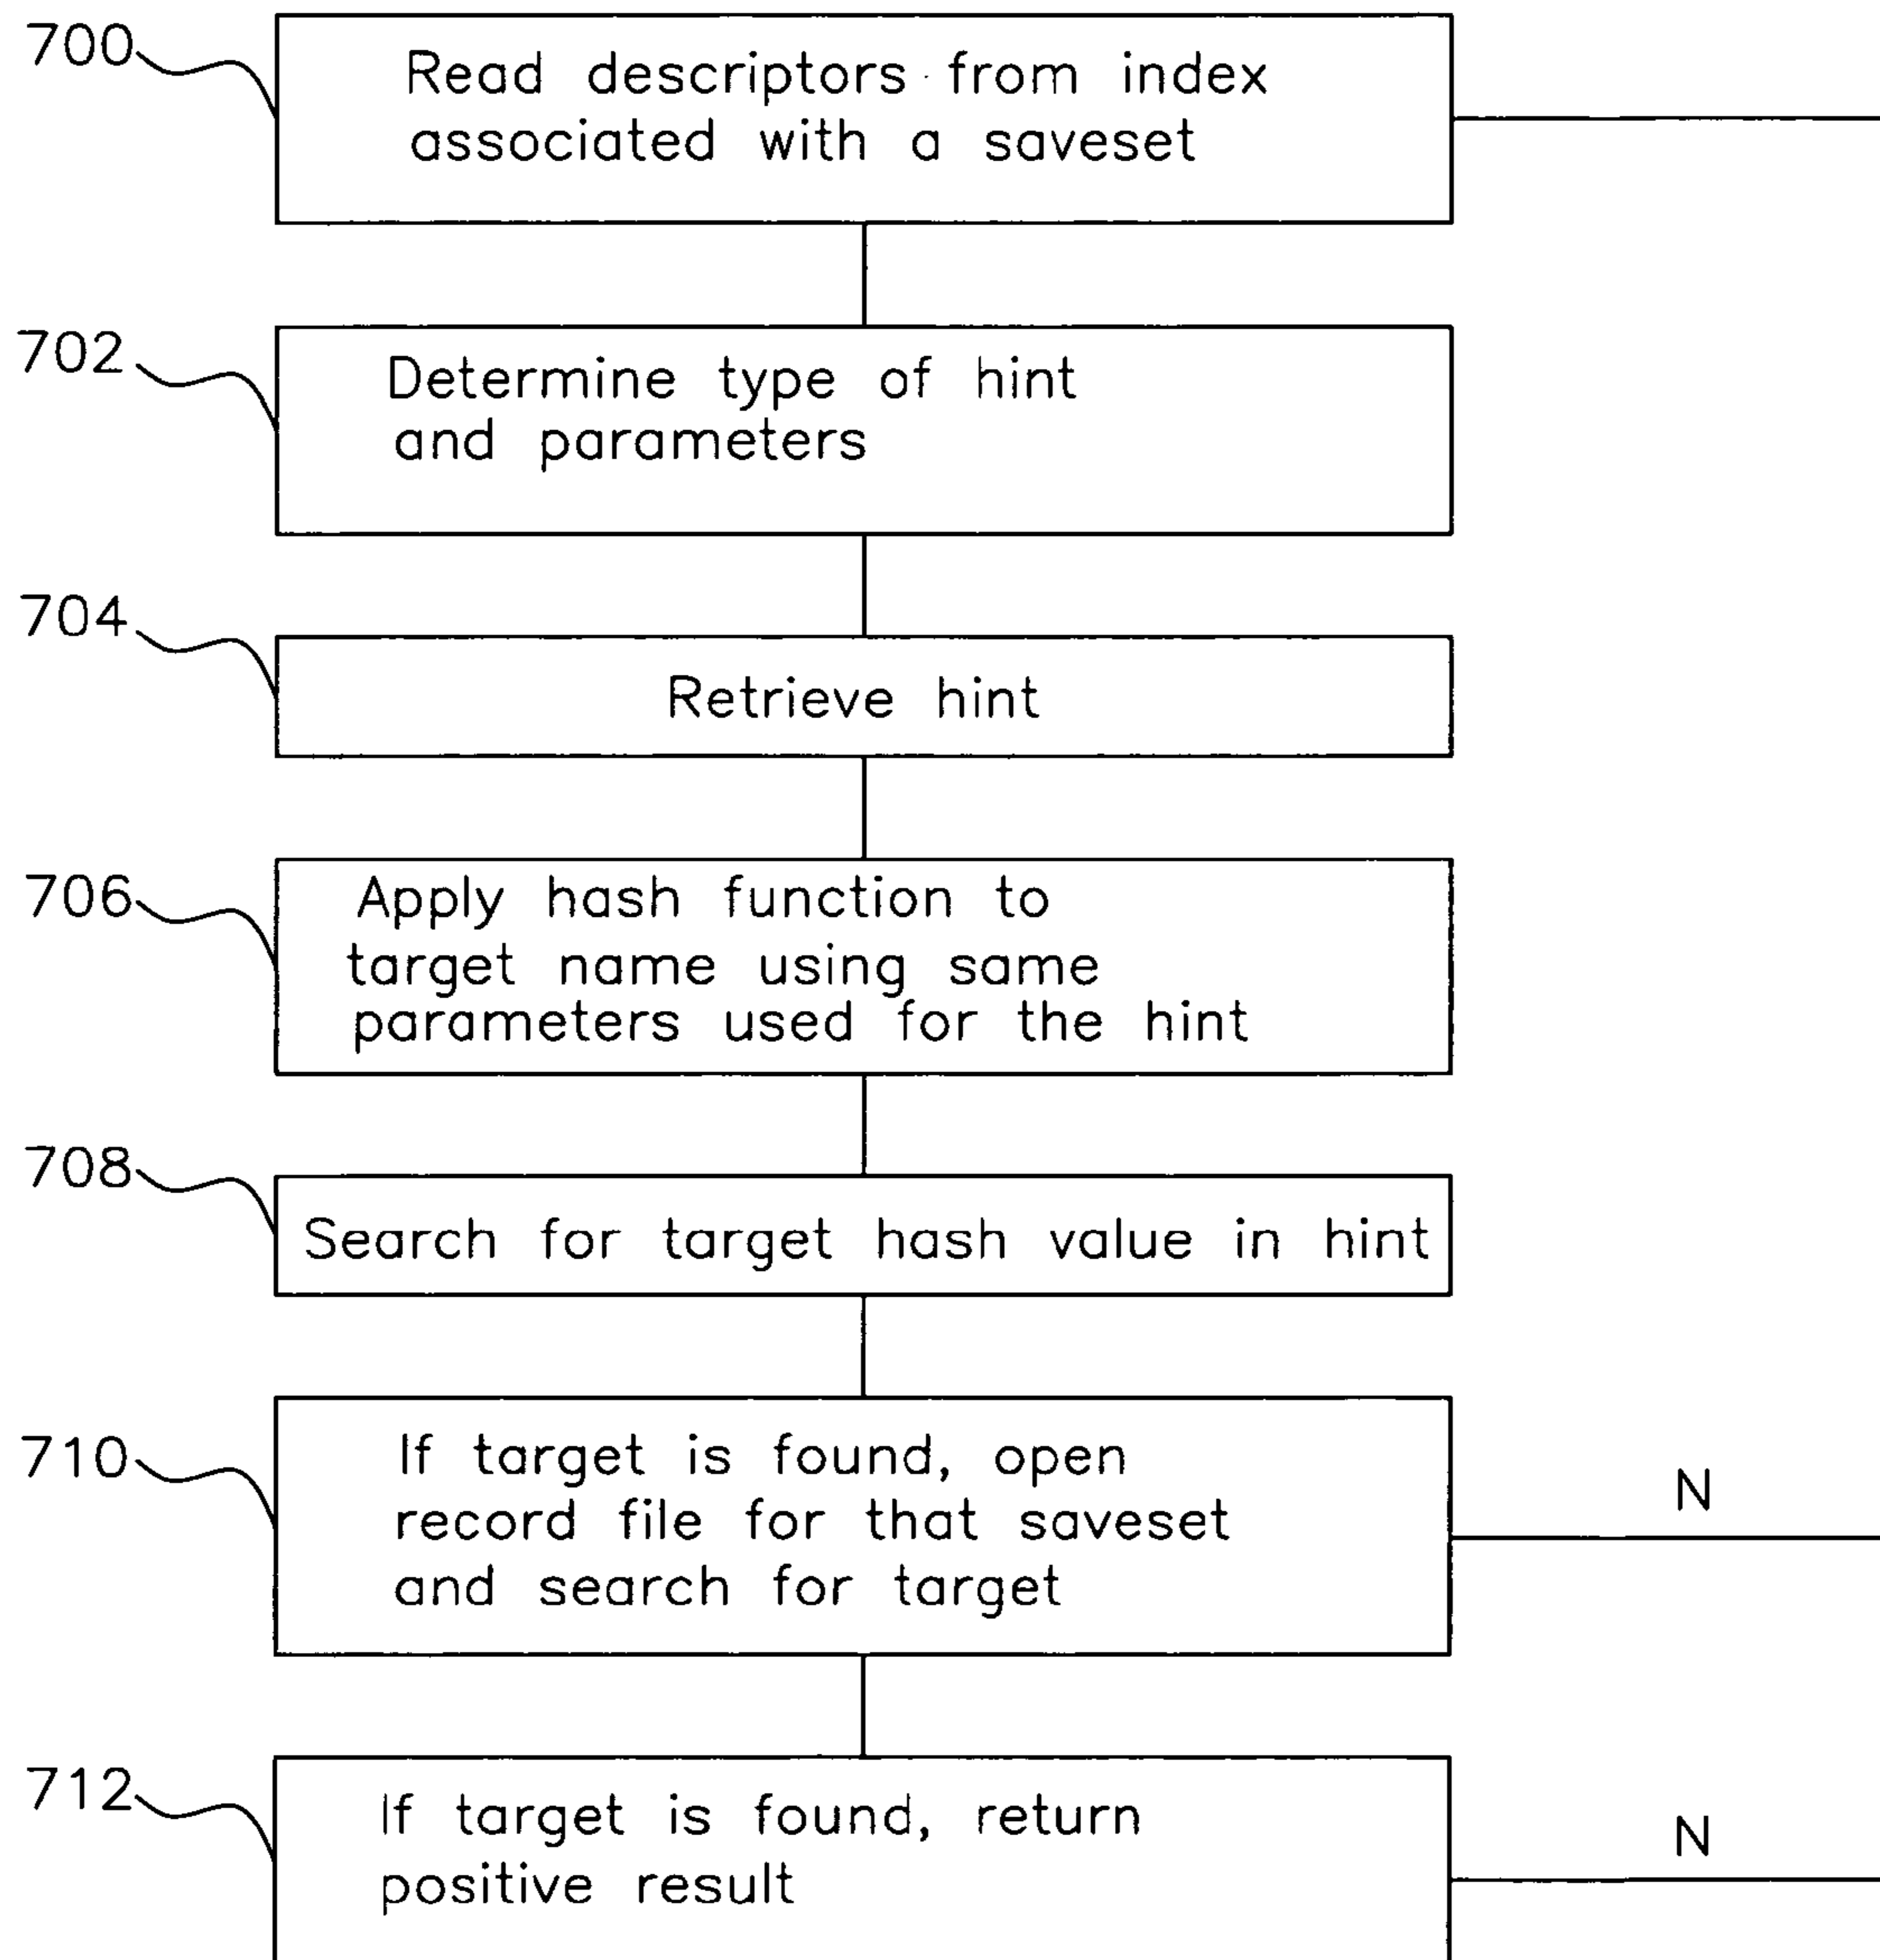 700
Read descriptors from index
associated with a saveset
702
Determine type of hint
and parameters
704
Retrieve hint
706
Apply hash function to
target name using same
parameters used for the hint
708
Search for target hash value in hint
710
If target is found, open
record file for that saveset
and search for target
N
712
If target is found, return
positive result
N